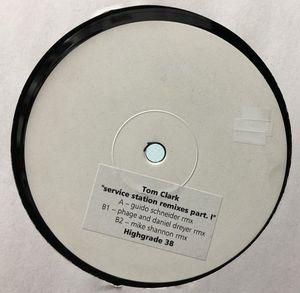 Tom Clark
"service station remixes part. I"
A – guido schneider rmx
B1 – phage and daniel dreyer rmx
B2 – mike shannon rmx
Highgrade 38